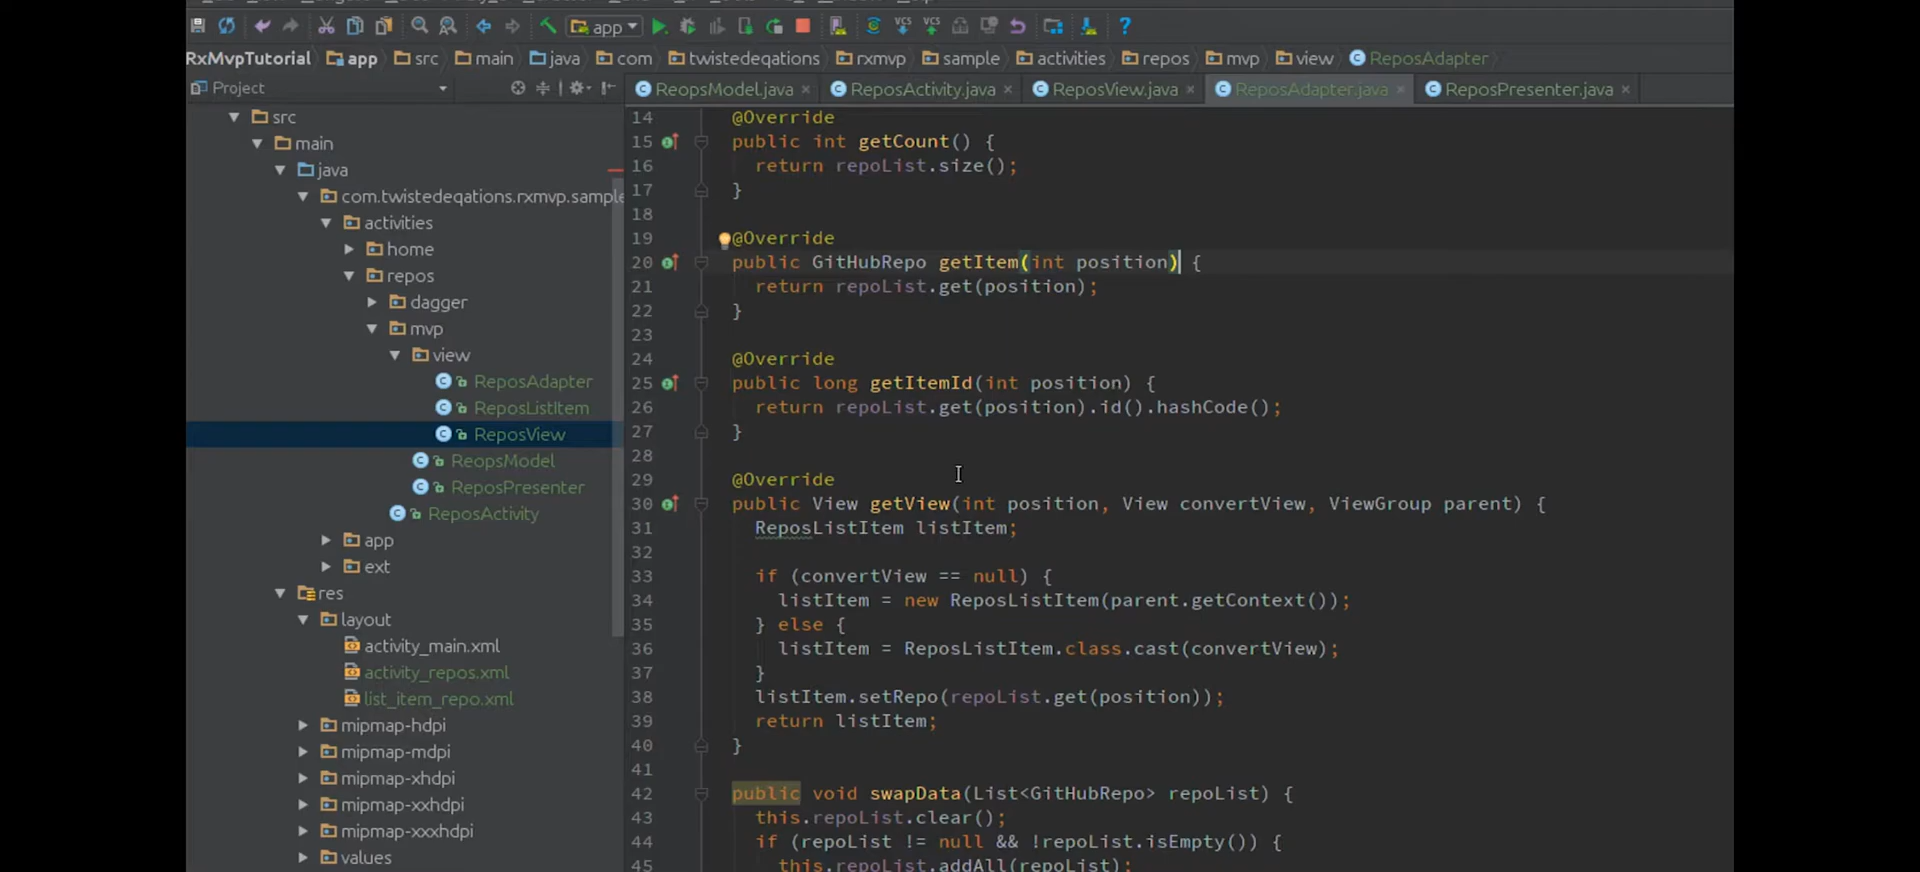 app
RxMvpTutorial app src main java com twistedeqations rxmvp sample activities repos mvp view ReposAdapter
Project
ReopsModel.java ReposActivity.java ReposView.java ReposAdapter.java ReposPresenter.java
src
main
java
com.twistedeqations.rxmvp.sample
activities
home
repos
dagger
mvp
view
ReposAdapter
ReposListItem
ReposView
ReopsModel
ReposPresenter
ReposActivity
app
ext
res
layout
activity_main.xml
activity_repos.xml
list_item_repo.xml
mipmap-hdpi
mipmap-mdpi
mipmap-xhdpi
mipmap-xxhdpi
mipmap-xxxhdpi
values
14 @Override
15 public int getCount() {
16 return repoList.size();
17 }
18
19 @Override
20 public GitHubRepo getItem(int position) {
21 return repoList.get(position);
22 }
23
24 @Override
25 public long getItemId(int position) {
26 return repoList.get(position).id().hashCode();
27 }
28
29 @Override
30 public View getView(int position, View convertView, ViewGroup parent) {
31 ReposListItem listItem;
32
33 if (convertView == null) {
34 listItem = new ReposListItem(parent.getContext());
35 } else {
36 listItem = ReposListItem.class.cast(convertView);
37 }
38 listItem.setRepo(repoList.get(position));
39 return listItem;
40 }
41
42 public void swapData(List<GitHubRepo> repoList) {
43 this.repoList.clear();
44 if (repoList != null && !repoList.isEmpty()) {
45 this.repoList.addAll(repoList);